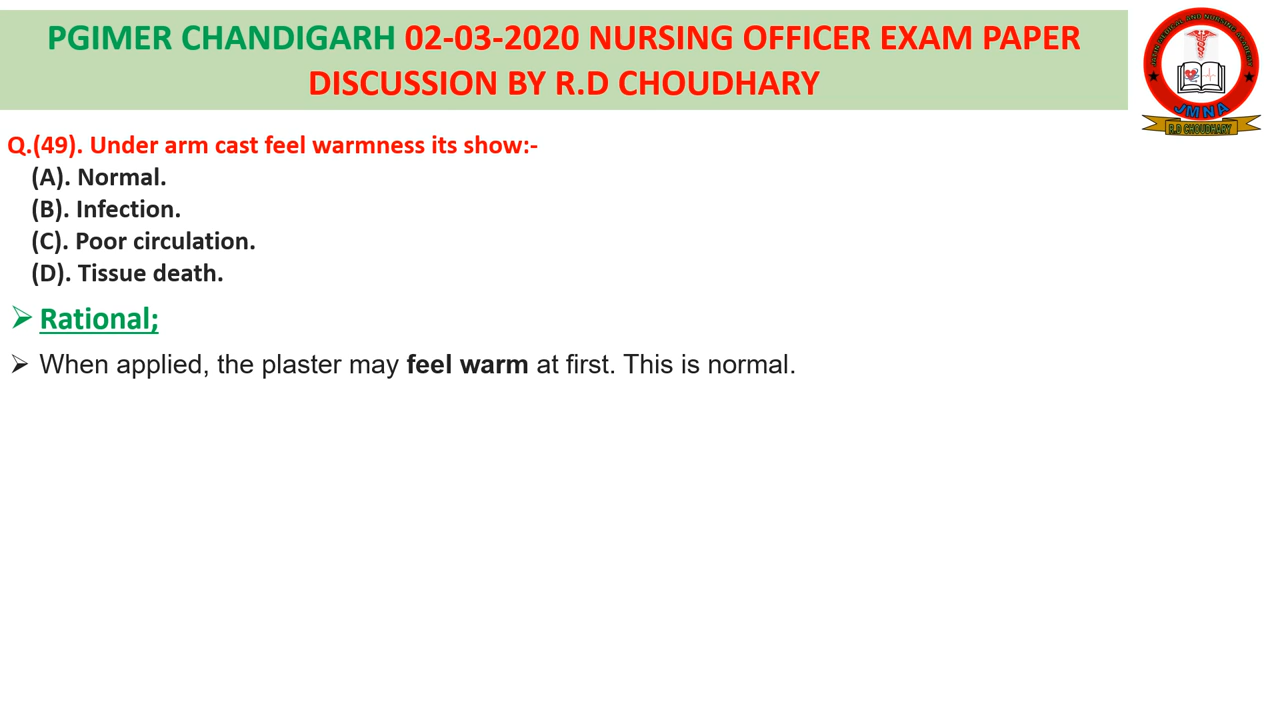 PGIMER CHANDIGARH 02-03-2020 NURSING OFFICER EXAM PAPER
DISCUSSION BY R.D CHOUDHARY
JMNA
R.D CHOUDHARY
Q.(49). Under arm cast feel warmness its show:-
(A). Normal.
(B). Infection.
(C). Poor circulation.
(D). Tissue death.
Rational;
When applied, the plaster may feel warm at first. This is normal.